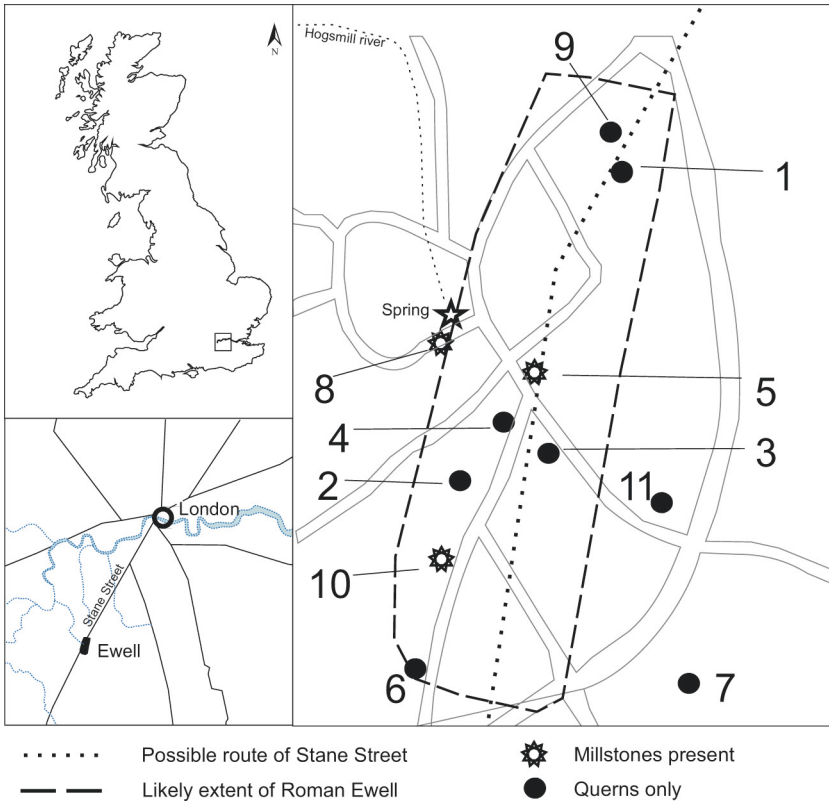 N
Hogsmill river
9
1
Spring
8
5
4
3
2
11
10
6
7
London
Stane Street
Ewell
Possible route of Stane Street
Millstones present
Likely extent of Roman Ewell
Querns only